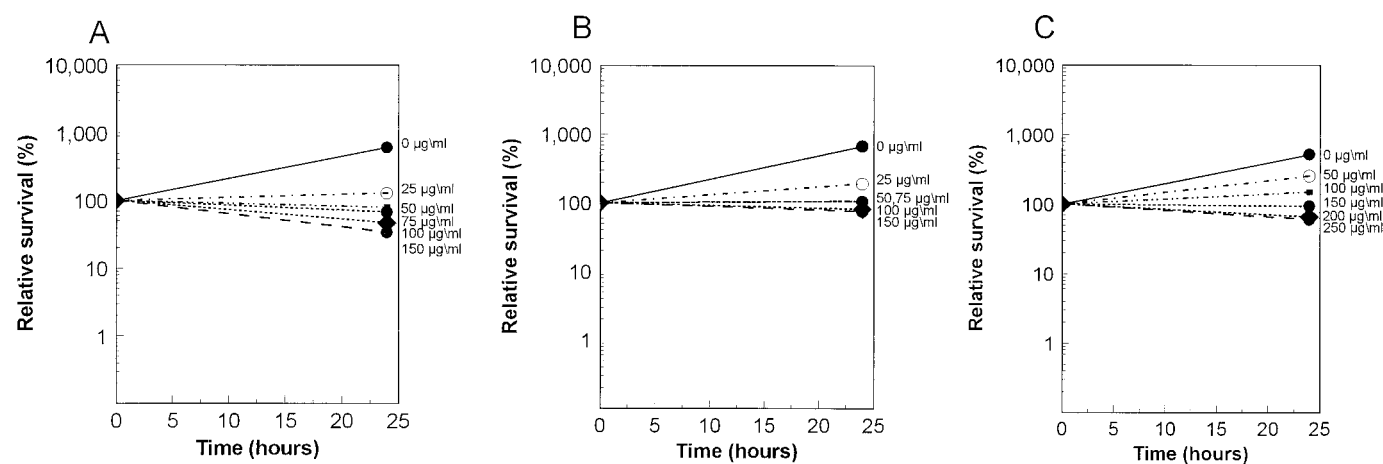 A
10,000
1,000
100
10
1
Relative survival (%)
0 5 10 15 20 25
Time (hours)
0 µg\ml
25 µg\ml
50 µg\ml
75 µg\ml
100 µg\ml
150 µg\ml
B
10,000
1,000
100
10
1
Relative survival (%)
0 5 10 15 20 25
Time (hours)
0 µg\ml
25 µg\ml
50,75 µg\ml
100 µg\ml
150 µg\ml
C
10,000
1,000
100
10
1
Relative survival (%)
0 5 10 15 20 25
Time (hours)
0 µg\ml
50 µg\ml
100 µg\ml
150 µg\ml
200 µg\ml
250 µg\ml